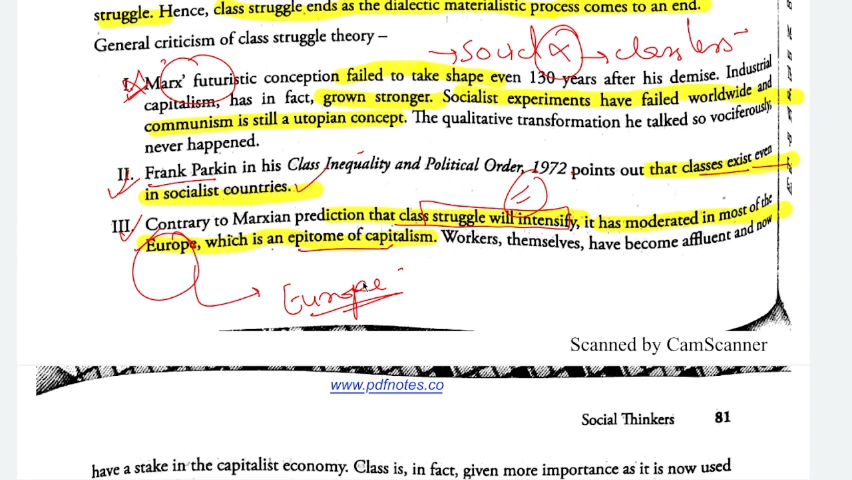 struggle. Hence, class struggle ends as the dialectic materialistic process comes to an end.
General criticism of class struggle theory –
→ classless
I. Marx' futuristic conception failed to take shape even 130 years after his demise. Industrial
capitalism, has in fact, grown stronger. Socialist experiments have failed worldwide and
communism is still a utopian concept. The qualitative transformation he talked so vociferously,
never happened.
II. Frank Parkin in his Class Inequality and Political Order, 1972 points out that classes exist even
in socialist countries.
III. Contrary to Marxian prediction that class struggle will intensify, it has moderated in most of the
Europe, which is an epitome of capitalism. Workers, themselves, have become affluent and now
→ Europe
Scanned by CamScanner
www.pdfnotes.co
Social Thinkers 81
have a stake in the capitalist economy. Class is, in fact, given more importance as it is now used